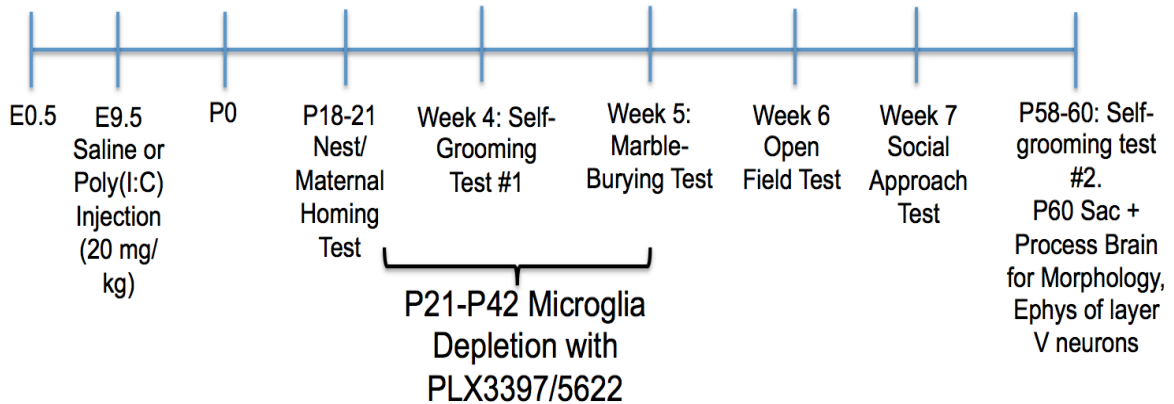 E0.5
E9.5
Saline or
Poly(I:C)
Injection
(20 mg/
kg)
P0
P18-21
Nest/
Maternal
Homing
Test
Week 4: Self-
Grooming
Test #1
Week 5:
Marble-
Burying Test
Week 6
Open
Field Test
Week 7
Social
Approach
Test
P58-60: Self-
grooming test
#2.
P60 Sac +
Process Brain
for Morphology,
Ephys of layer
V neurons
P21-P42 Microglia
Depletion with
PLX3397/5622